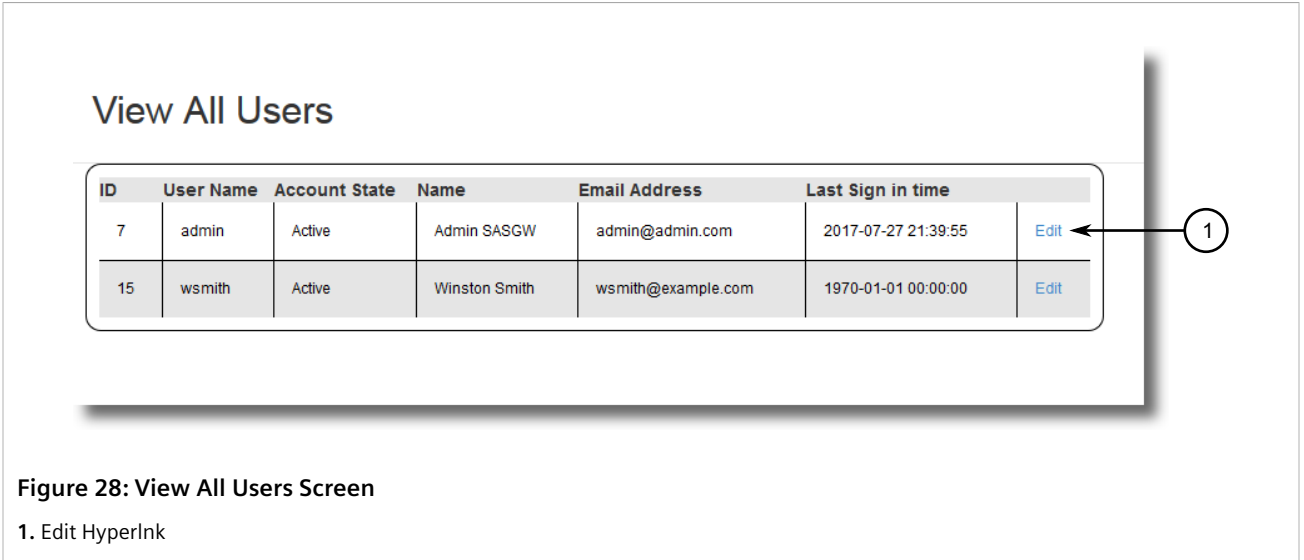 View All Users
ID User Name Account State Name Email Address Last Sign in time
7 admin Active Admin SASGW admin@admin.com 2017-07-27 21:39:55 Edit 1
15 wsmith Active Winston Smith wsmith@example.com 1970-01-01 00:00:00 Edit
Figure 28: View All Users Screen
1. Edit Hyperlnk